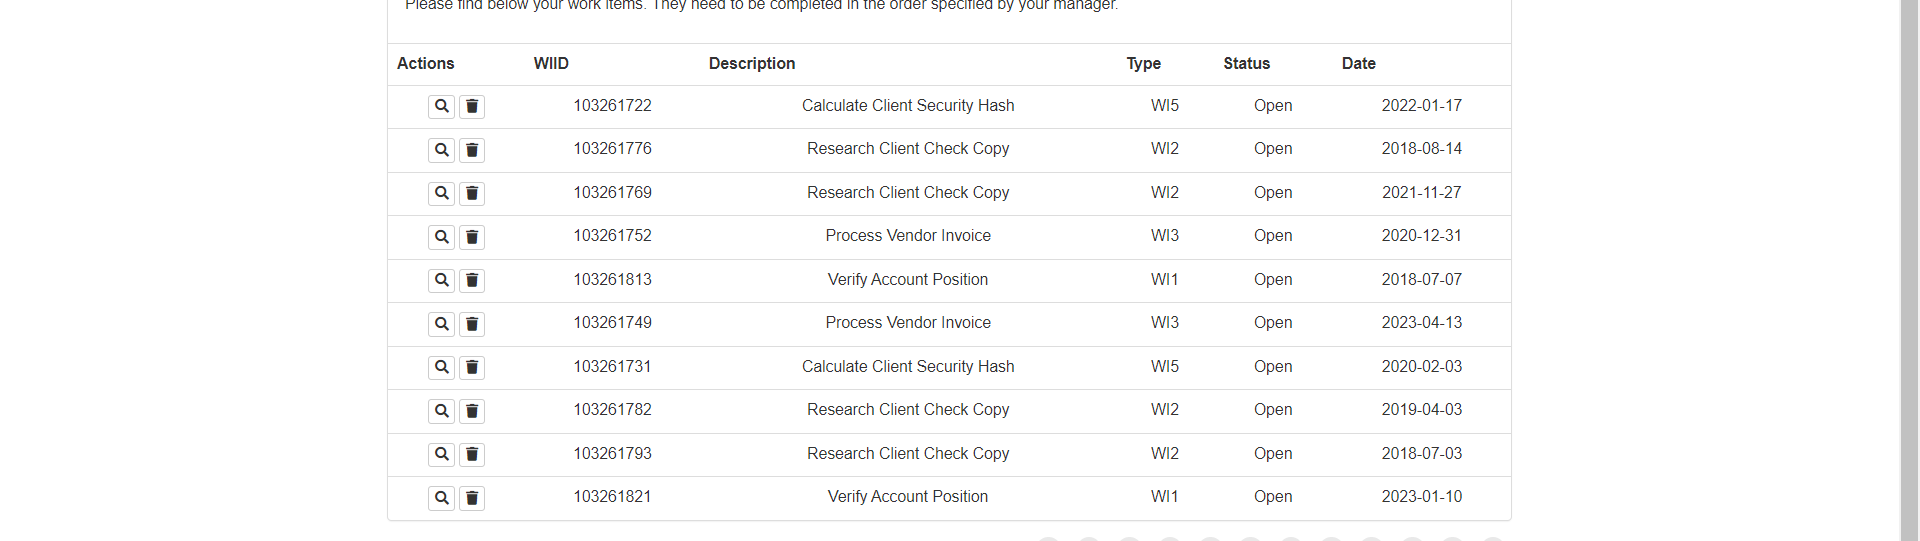 Please find below your work items. They need to be completed in the order specified by your manager.
Actions WIID Description Type Status Date
103261722 Calculate Client Security Hash WI5 Open 2022-01-17
103261776 Research Client Check Copy WI2 Open 2018-08-14
103261769 Research Client Check Copy WI2 Open 2021-11-27
103261752 Process Vendor Invoice WI3 Open 2020-12-31
103261813 Verify Account Position WI1 Open 2018-07-07
103261749 Process Vendor Invoice WI3 Open 2023-04-13
103261731 Calculate Client Security Hash WI5 Open 2020-02-03
103261782 Research Client Check Copy WI2 Open 2019-04-03
103261793 Research Client Check Copy WI2 Open 2018-07-03
103261821 Verify Account Position WI1 Open 2023-01-10